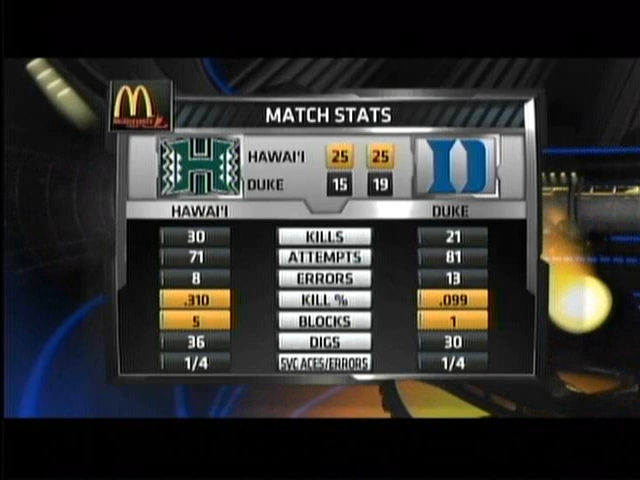 MATCH STATS
HAWAI'I 25 25
DUKE 15 19
HAWAI'I DUKE
30 KILLS 21
71 ATTEMPTS 81
8 ERRORS 13
.310 KILL % .099
5 BLOCKS 1
36 DIGS 30
1/4 SVC ACES/ERRORS 1/4